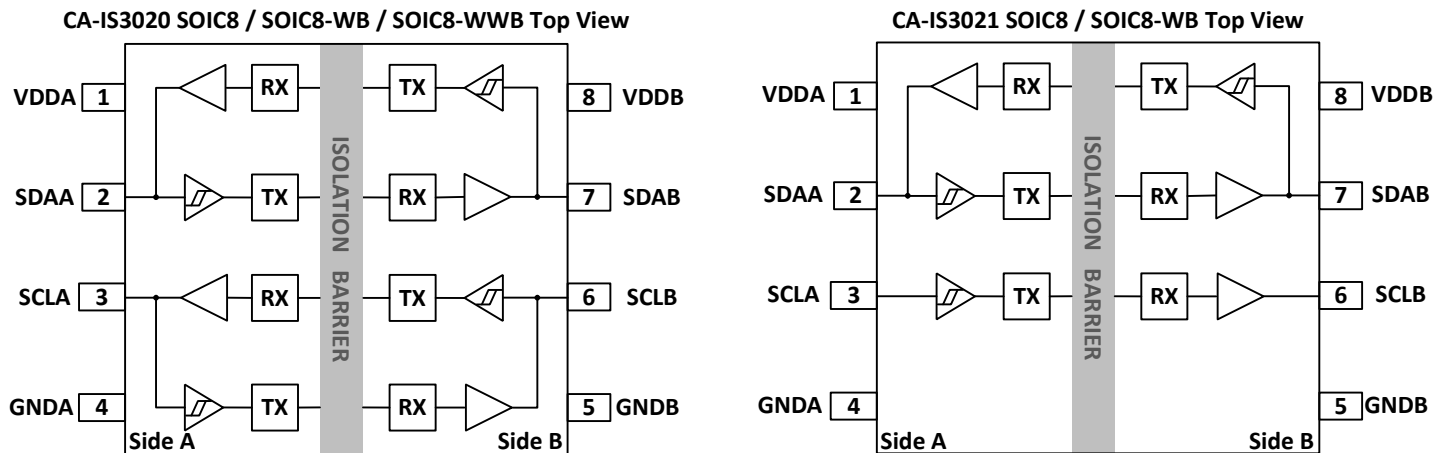 CA-IS3020 SOIC8 / SOIC8-WB / SOIC8-WWB Top View
VDDA 1 RX TX 8 VDDB
SDAA 2 TX RX 7 SDAB
SCLA 3 RX TX 6 SCLB
GNDA 4 TX RX 5 GNDB
ISOLATION BARRIER
Side A Side B
CA-IS3021 SOIC8 / SOIC8-WB Top View
VDDA 1 RX TX 8 VDDB
SDAA 2 TX RX 7 SDAB
SCLA 3 TX RX 6 SCLB
GNDA 4 5 GNDB
ISOLATION BARRIER
Side A Side B